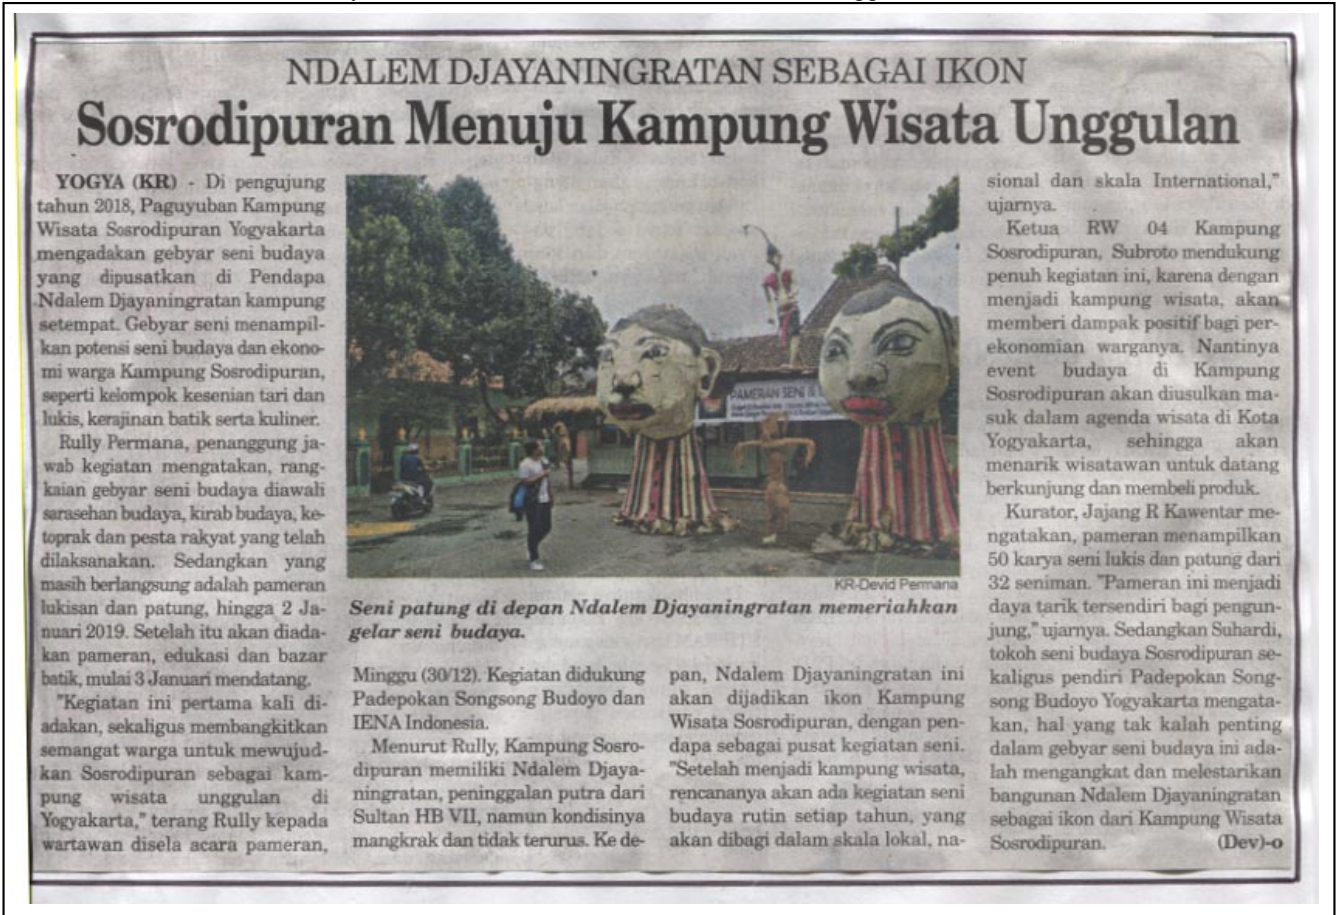 NDALEM DJAYANINGRATAN SEBAGAI IKON
Sosrodipuran Menuju Kampung Wisata Unggulan
YOGYA (KR) - Di pengujung
tahun 2018, Paguyuban Kampung
Wisata Sosrodipuran Yogyakarta
mengadakan gebyar seni budaya
yang dipusatkan di Pendapa
Ndalem Djayaningratan kampung
setempat. Gebyar seni menampil-
kan potensi seni budaya dan ekono-
mi warga Kampung Sosrodipuran,
seperti kelompok kesenian tari dan
lukis, kerajinan batik serta kuliner.
Rully Permana, penanggung ja-
wab kegiatan mengatakan, rang-
kaian gebyar seni budaya diawali
sarasehan budaya, kirab budaya, ke-
toprak dan pesta rakyat yang telah
dilaksanakan. Sedangkan yang
masih berlangsung adalah pameran
lukisan dan patung, hingga 2 Ja-
nuari 2019. Setelah itu akan diada-
kan pameran, edukasi dan bazar
batik, mulai 3 Januari mendatang.
"Kegiatan ini pertama kali di-
adakan, sekaligus membangkitkan
semangat warga untuk mewujud-
kan Sosrodipuran sebagai kam-
pung wisata unggulan di
Yogyakarta," terang Rully kepada
wartawan disela acara pameran,
PAMERAN SENI &
KR-Devid Permana
Seni patung di depan Ndalem Djayaningratan memeriahkan
gelar seni budaya.
Minggu (30/12). Kegiatan didukung
Padepokan Songsong Budoyo dan
IENA Indonesia.
Menurut Rully, Kampung Sosro-
dipuran memiliki Ndalem Djaya-
ningratan, peninggalan putra dari
Sultan HB VII, namun kondisinya
mangkrak dan tidak terurus. Ke de-
pan, Ndalem Djayaningratan ini
akan dijadikan ikon Kampung
Wisata Sosrodipuran, dengan pen-
dapa sebagai pusat kegiatan seni.
"Setelah menjadi kampung wisata,
rencananya akan ada kegiatan seni
budaya rutin setiap tahun, yang
akan dibagi dalam skala lokal, na-
sional dan skala International,"
ujarnya.
Ketua RW 04 Kampung
Sosrodipuran, Subroto mendukung
penuh kegiatan ini, karena dengan
menjadi kampung wisata, akan
memberi dampak positif bagi per-
ekonomian warganya. Nantinya
event budaya di Kampung
Sosrodipuran akan diusulkan ma-
suk dalam agenda wisata di Kota
Yogyakarta, sehingga akan
menarik wisatawan untuk datang
berkunjung dan membeli produk.
Kurator, Jajang R Kawentar me-
ngatakan, pameran menampilkan
50 karya seni lukis dan patung dari
32 seniman. "Pameran ini menjadi
daya tarik tersendiri bagi pengun-
jung," ujarnya. Sedangkan Suhardi,
tokoh seni budaya Sosrodipuran se-
kaligus pendiri Padepokan Song-
song Budoyo Yogyakarta mengata-
kan, hal yang tak kalah penting
dalam gebyar seni budaya ini ada-
lah mengangkat dan melestarikan
bangunan Ndalem Djayaningratan
sebagai ikon dari Kampung Wisata
Sosrodipuran. (Dev)-o